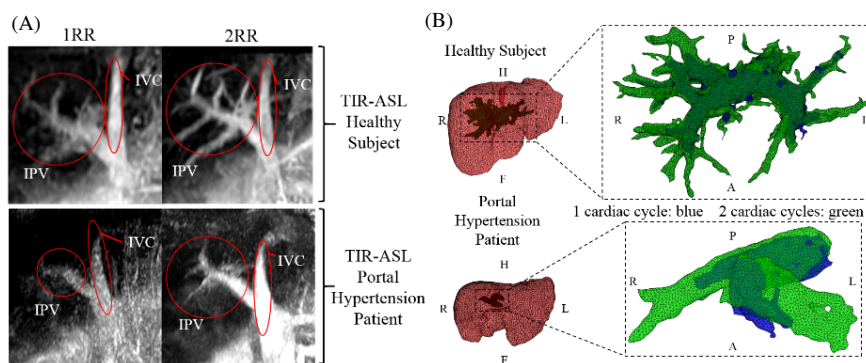 (A)
1RR
2RR
IVC
IVC
IPV
IPV
TIR-ASL
Healthy
Subject
IVC
IVC
IPV
IPV
TIR-ASL
Portal
Hypertension
Patient
(B)
Healthy Subject
H
R
L
F
P
R
L
A
1 cardiac cycle: blue 2 cardiac cycles: green
Portal
Hypertension
Patient
H
R
L
F
P
R
L
A